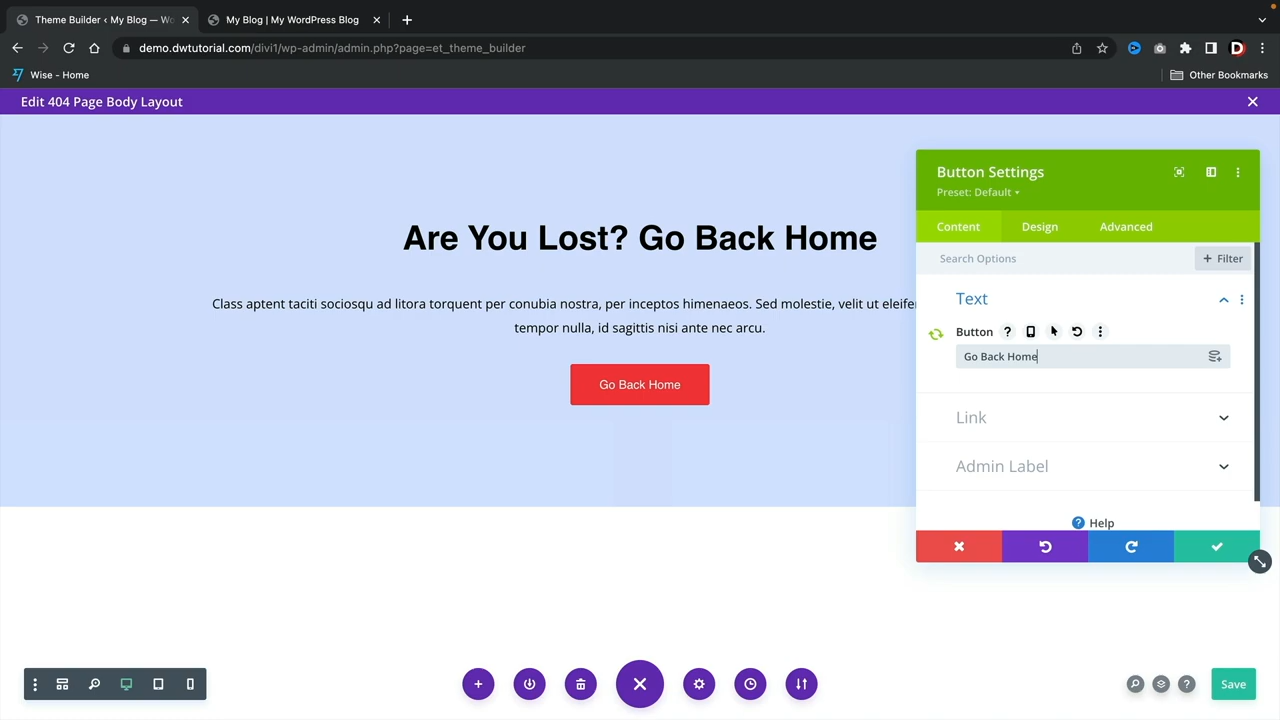 Theme Builder ‹ My Blog — Wo
My Blog | My WordPress Blog
demo.dwtutorial.com/divi1/wp-admin/admin.php?page=et_theme_builder
D
Wise - Home
Other Bookmarks
Edit 404 Page Body Layout
Button Settings
Preset: Default
Content
Design
Advanced
Search Options
+ Filter
Text
Button
Go Back Home
Link
Admin Label
Help
Are You Lost? Go Back Home
Class aptent taciti sociosqu ad litora torquent per conubia nostra, per inceptos himenaeos. Sed molestie, velit ut eleifen
tempor nulla, id sagittis nisi ante nec arcu.
Go Back Home
Save